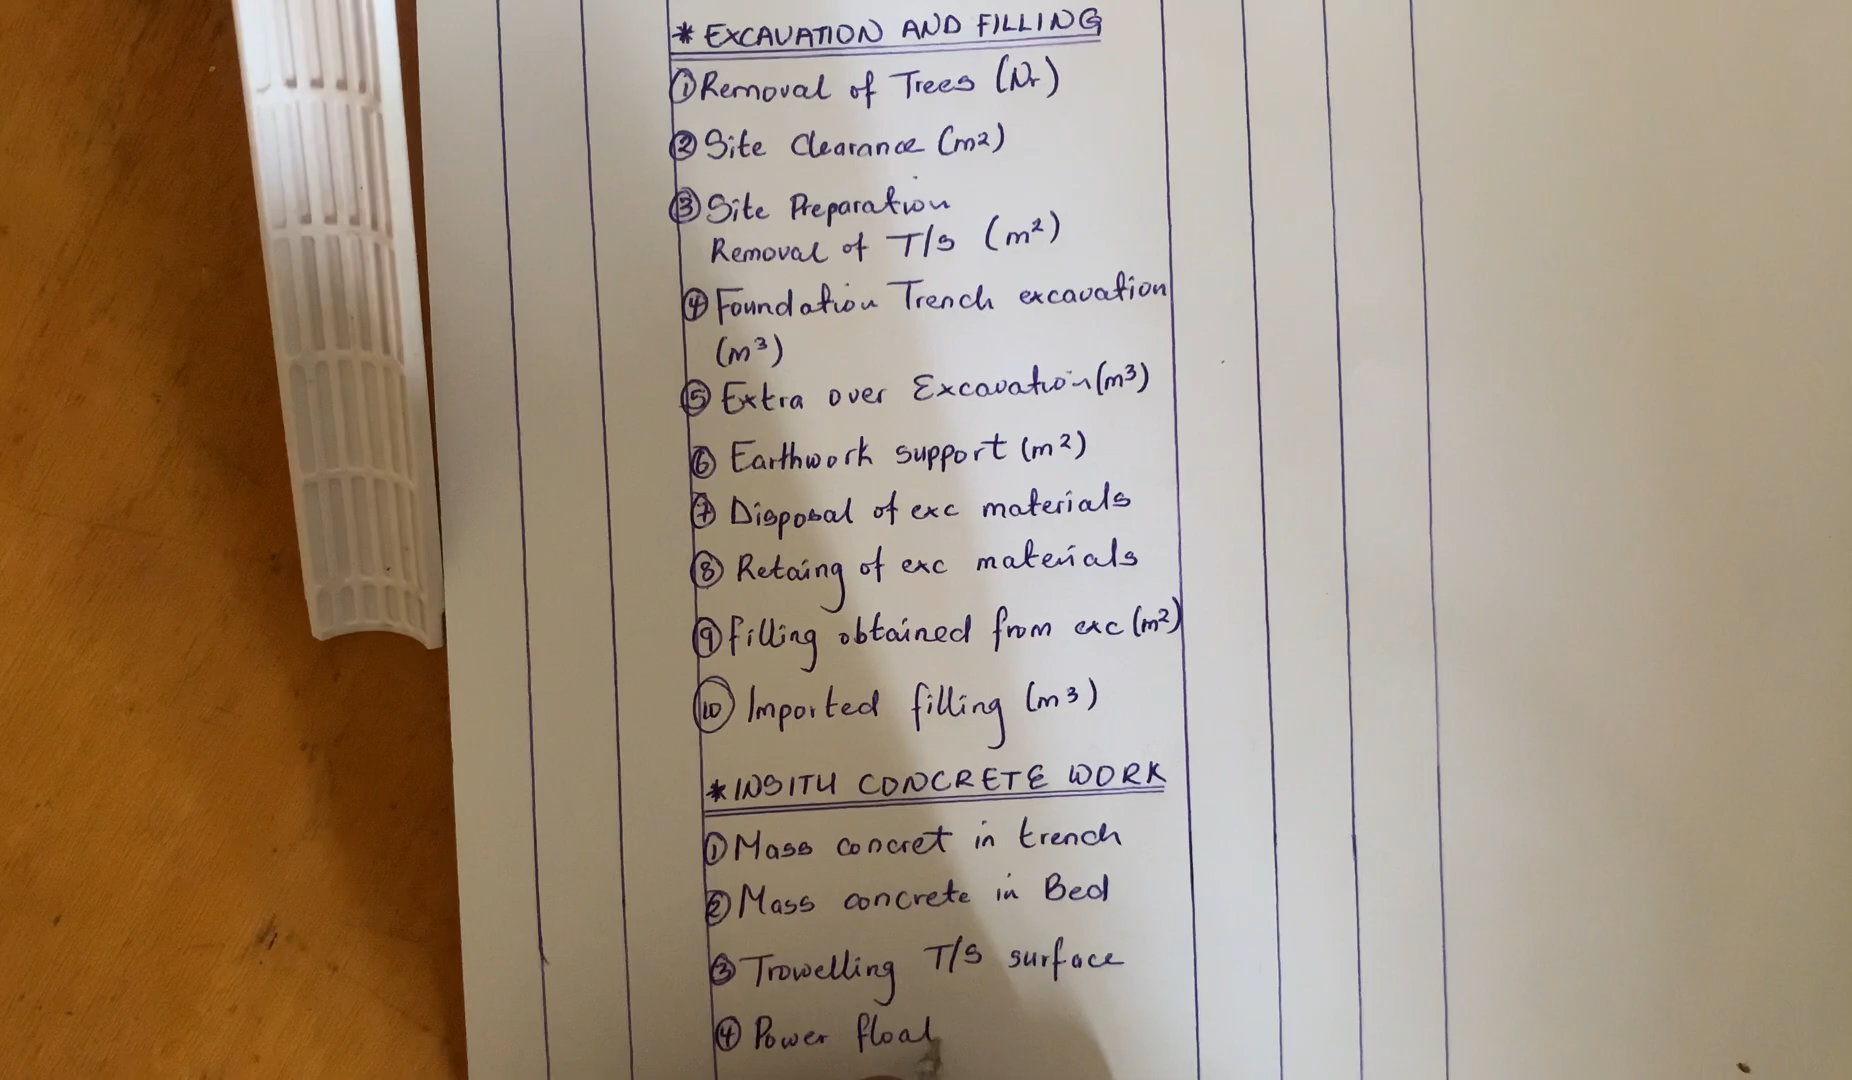 * EXCAVATION AND FILLING
① Removal of Trees (Nr)
② Site Clearance (m2)
③ Site Preparation
Removal of T/S (m²)
④ Foundation Trench excavation
(m³)
⑤ Extra over Excavation (m³)
⑥ Earthwork support (m²)
⑦ Disposal of exc materials
⑧ Retaing of exc materials
⑨ filling obtained from exc (m²)
⑩ Imported filling (m³)
* INSITU CONCRETE WORK
① Mass concret in trench
② Mass concrete in Bed
③ Trowelling T/S surface
④ Power float